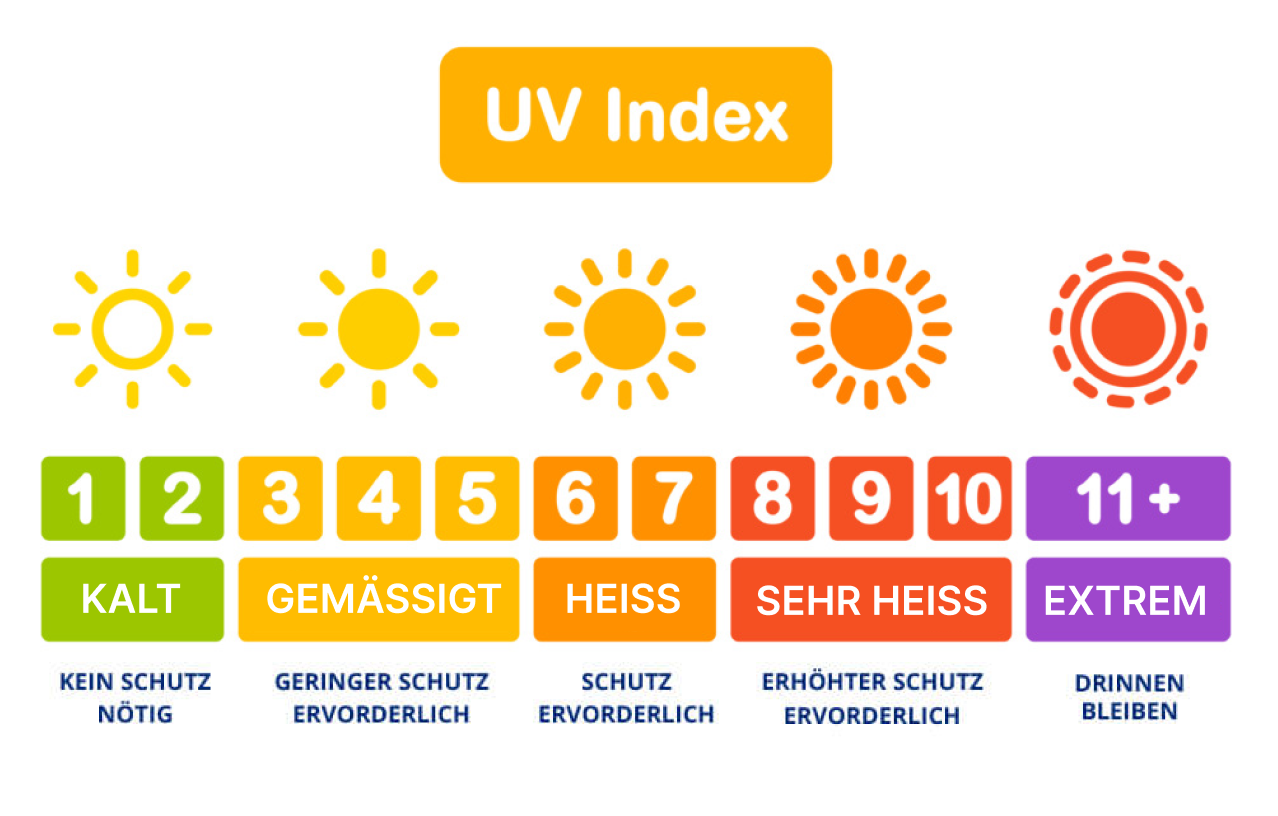 UV Index
1 2 3 4 5 6 7 8 9 10 11+
KALT GEMÄSSIGT HEISS SEHR HEISS EXTREM
KEIN SCHUTZ
NÖTIG
GERINGER SCHUTZ
ERVORDERLICH
SCHUTZ
ERVORDERLICH
ERHÖHTER SCHUTZ
ERVORDERLICH
DRINNEN
BLEIBEN